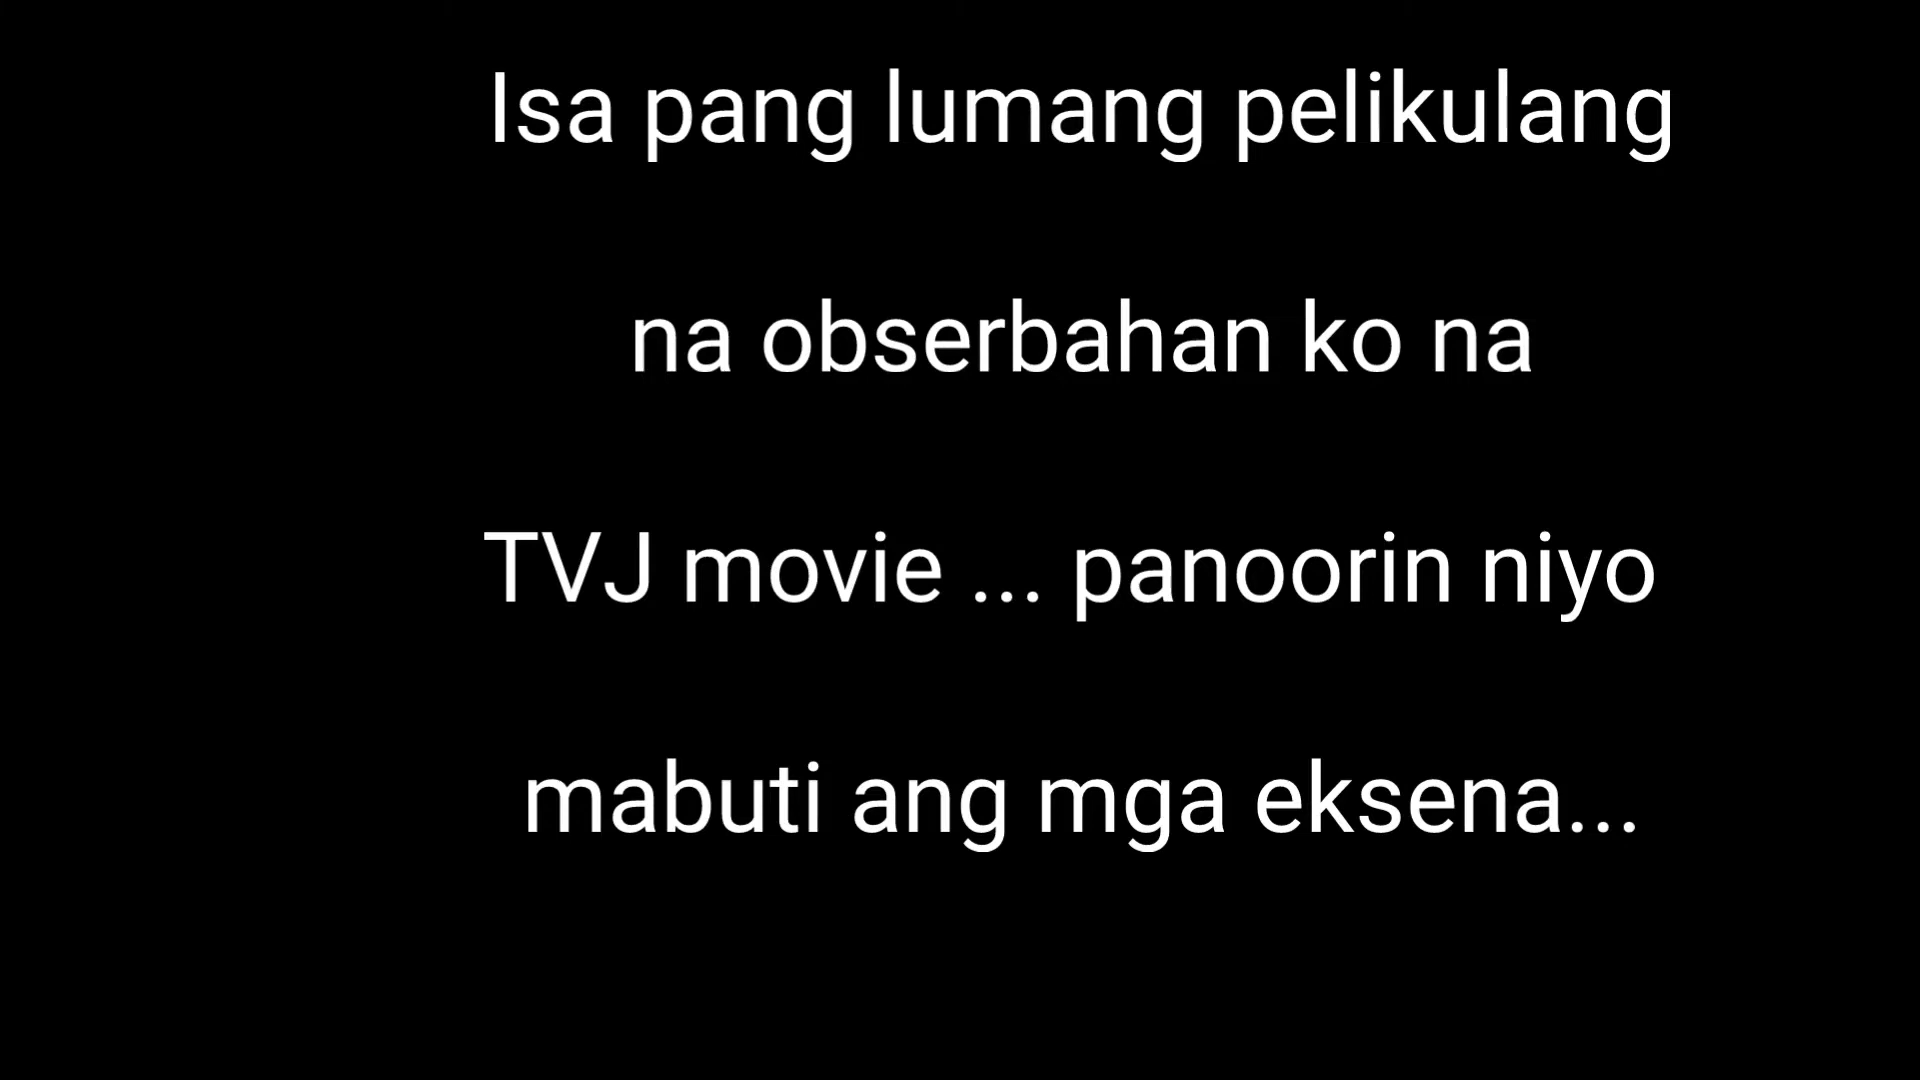 Isa pang lumang pelikulang
na obserbahan ko na
TVJ movie ... panoorin niyo
mabuti ang mga eksena...